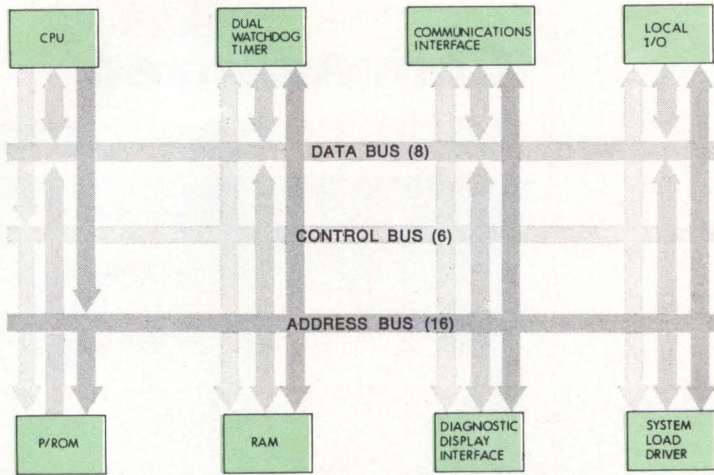 CPU
DUAL
WATCHDOG
TIMER
COMMUNICATIONS
INTERFACE
LOCAL
I/O
DATA BUS (8)
CONTROL BUS (6)
ADDRESS BUS (16)
P/ROM
RAM
DIAGNOSTIC
DISPLAY
INTERFACE
SYSTEM
LOAD
DRIVER